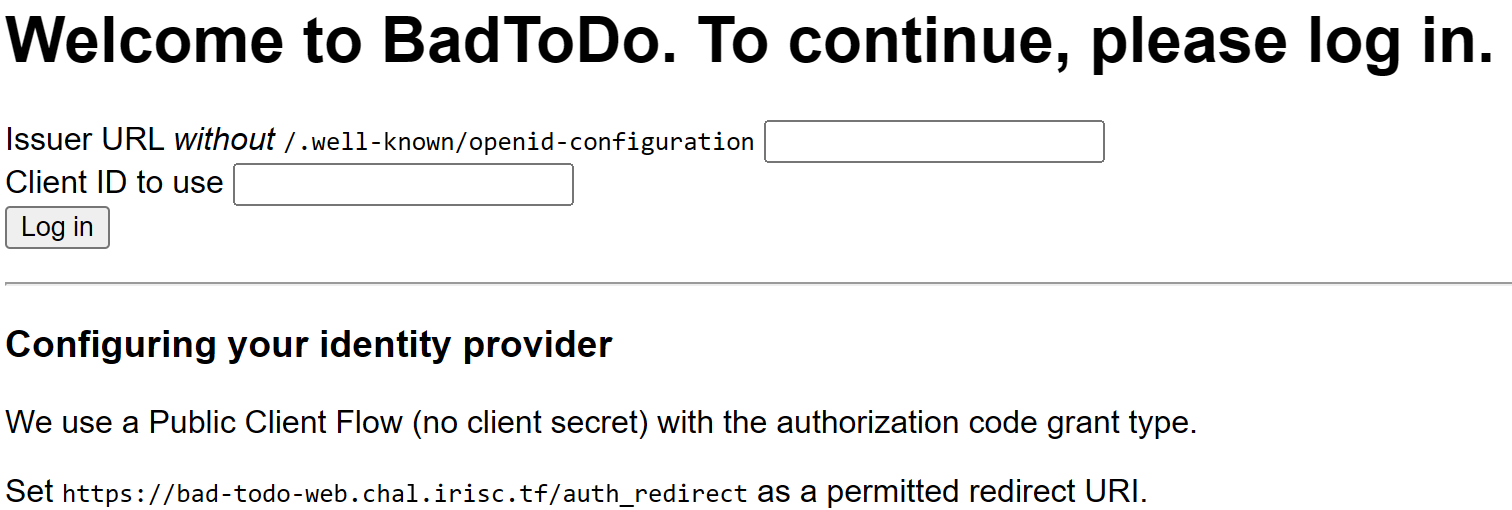 Welcome to BadToDo. To continue, please log in.
Issuer URL without /.well-known/openid-configuration
Client ID to use
Log in
Configuring your identity provider
We use a Public Client Flow (no client secret) with the authorization code grant type.
Set https://bad-todo-web.chal.irisc.tf/auth_redirect as a permitted redirect URI.